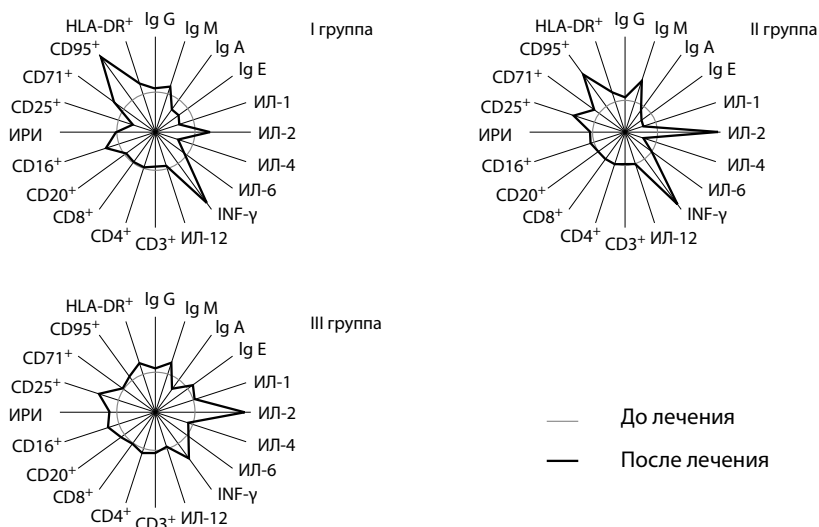 I группа
Ig G
Ig M
Ig A
Ig E
ИЛ-1
ИЛ-2
ИЛ-4
ИЛ-6
INF-γ
ИЛ-12
CD3+
CD4+
CD8+
CD20+
CD16+
ИРИ
CD25+
CD71+
CD95+
HLA-DR+
II группа
Ig G
Ig M
Ig A
Ig E
ИЛ-1
ИЛ-2
ИЛ-4
ИЛ-6
INF-γ
ИЛ-12
CD3+
CD4+
CD8+
CD20+
CD16+
ИРИ
CD25+
CD71+
CD95+
HLA-DR+
III группа
Ig G
Ig M
Ig A
Ig E
ИЛ-1
ИЛ-2
ИЛ-4
ИЛ-6
INF-γ
ИЛ-12
CD3+
CD4+
CD8+
CD20+
CD16+
ИРИ
CD25+
CD71+
CD95+
HLA-DR+
До лечения
После лечения